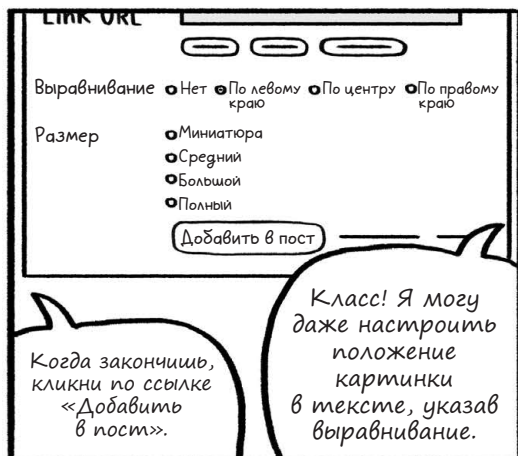 Link URL
Выравнивание Нет По левому краю По центру По правому краю
Размер
Миниатюра
Средний
Большой
Полный
Добавить в пост
Класс! Я могу
даже настроить
положение
картинки
в тексте, указав
выравнивание.
Когда закончишь,
кликни по ссылке
«Добавить
в пост».